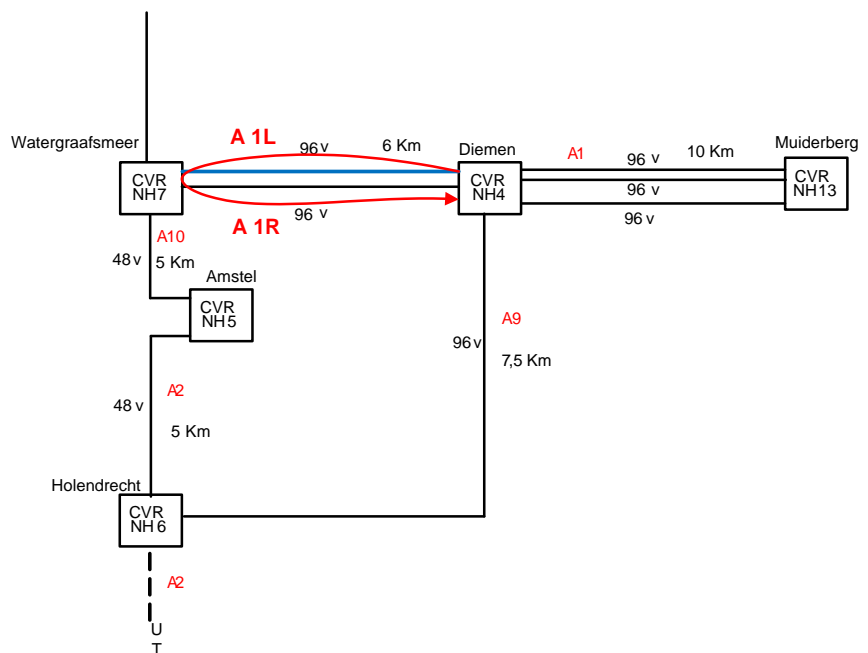 A 1L
96 v
6 Km
Watergraafsmeer
Diemen
Muiderberg
A1
96 v
10 Km
CVR
NH7
CVR
NH4
CVR
NH13
96 v
96 v
96 v
A 1R
A10
48 v
5 Km
Amstel
CVR
NH 5
A9
96 v
7,5 Km
A2
48 v
5 Km
Holendrecht
CVR
NH 6
A2
U
T